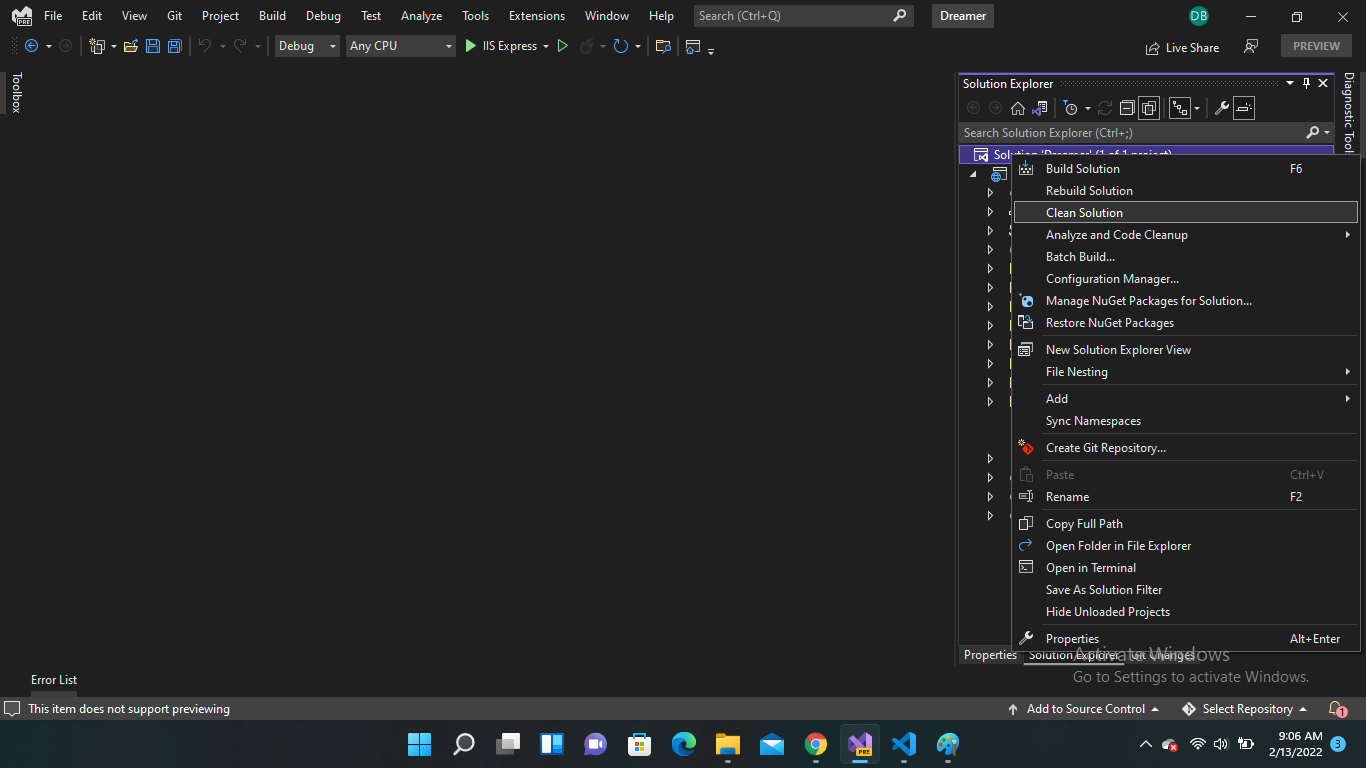 File Edit View Git Project Build Debug Test Analyze Tools Extensions Window Help Search (Ctrl+Q) Dreamer DB
PRE
Debug Any CPU IIS Express Live Share PREVIEW
Toolbox
Solution Explorer
Diagnostic Tool
Search Solution Explorer (Ctrl+;)
Solution 'Dreamer' (1 of 1 project)
Build Solution F6
Rebuild Solution
Clean Solution
Analyze and Code Cleanup
Batch Build...
Configuration Manager...
Manage NuGet Packages for Solution...
Restore NuGet Packages
New Solution Explorer View
File Nesting
Add
Sync Namespaces
Create Git Repository...
Paste Ctrl+V
Rename F2
Copy Full Path
Open Folder in File Explorer
Open in Terminal
Save As Solution Filter
Hide Unloaded Projects
Properties Alt+Enter
Properties Solution Explorer Git Changes
Activate Windows
Go to Settings to activate Windows.
Error List
This item does not support previewing Add to Source Control Select Repository 1
PRE
9:06 AM
2/13/2022 3